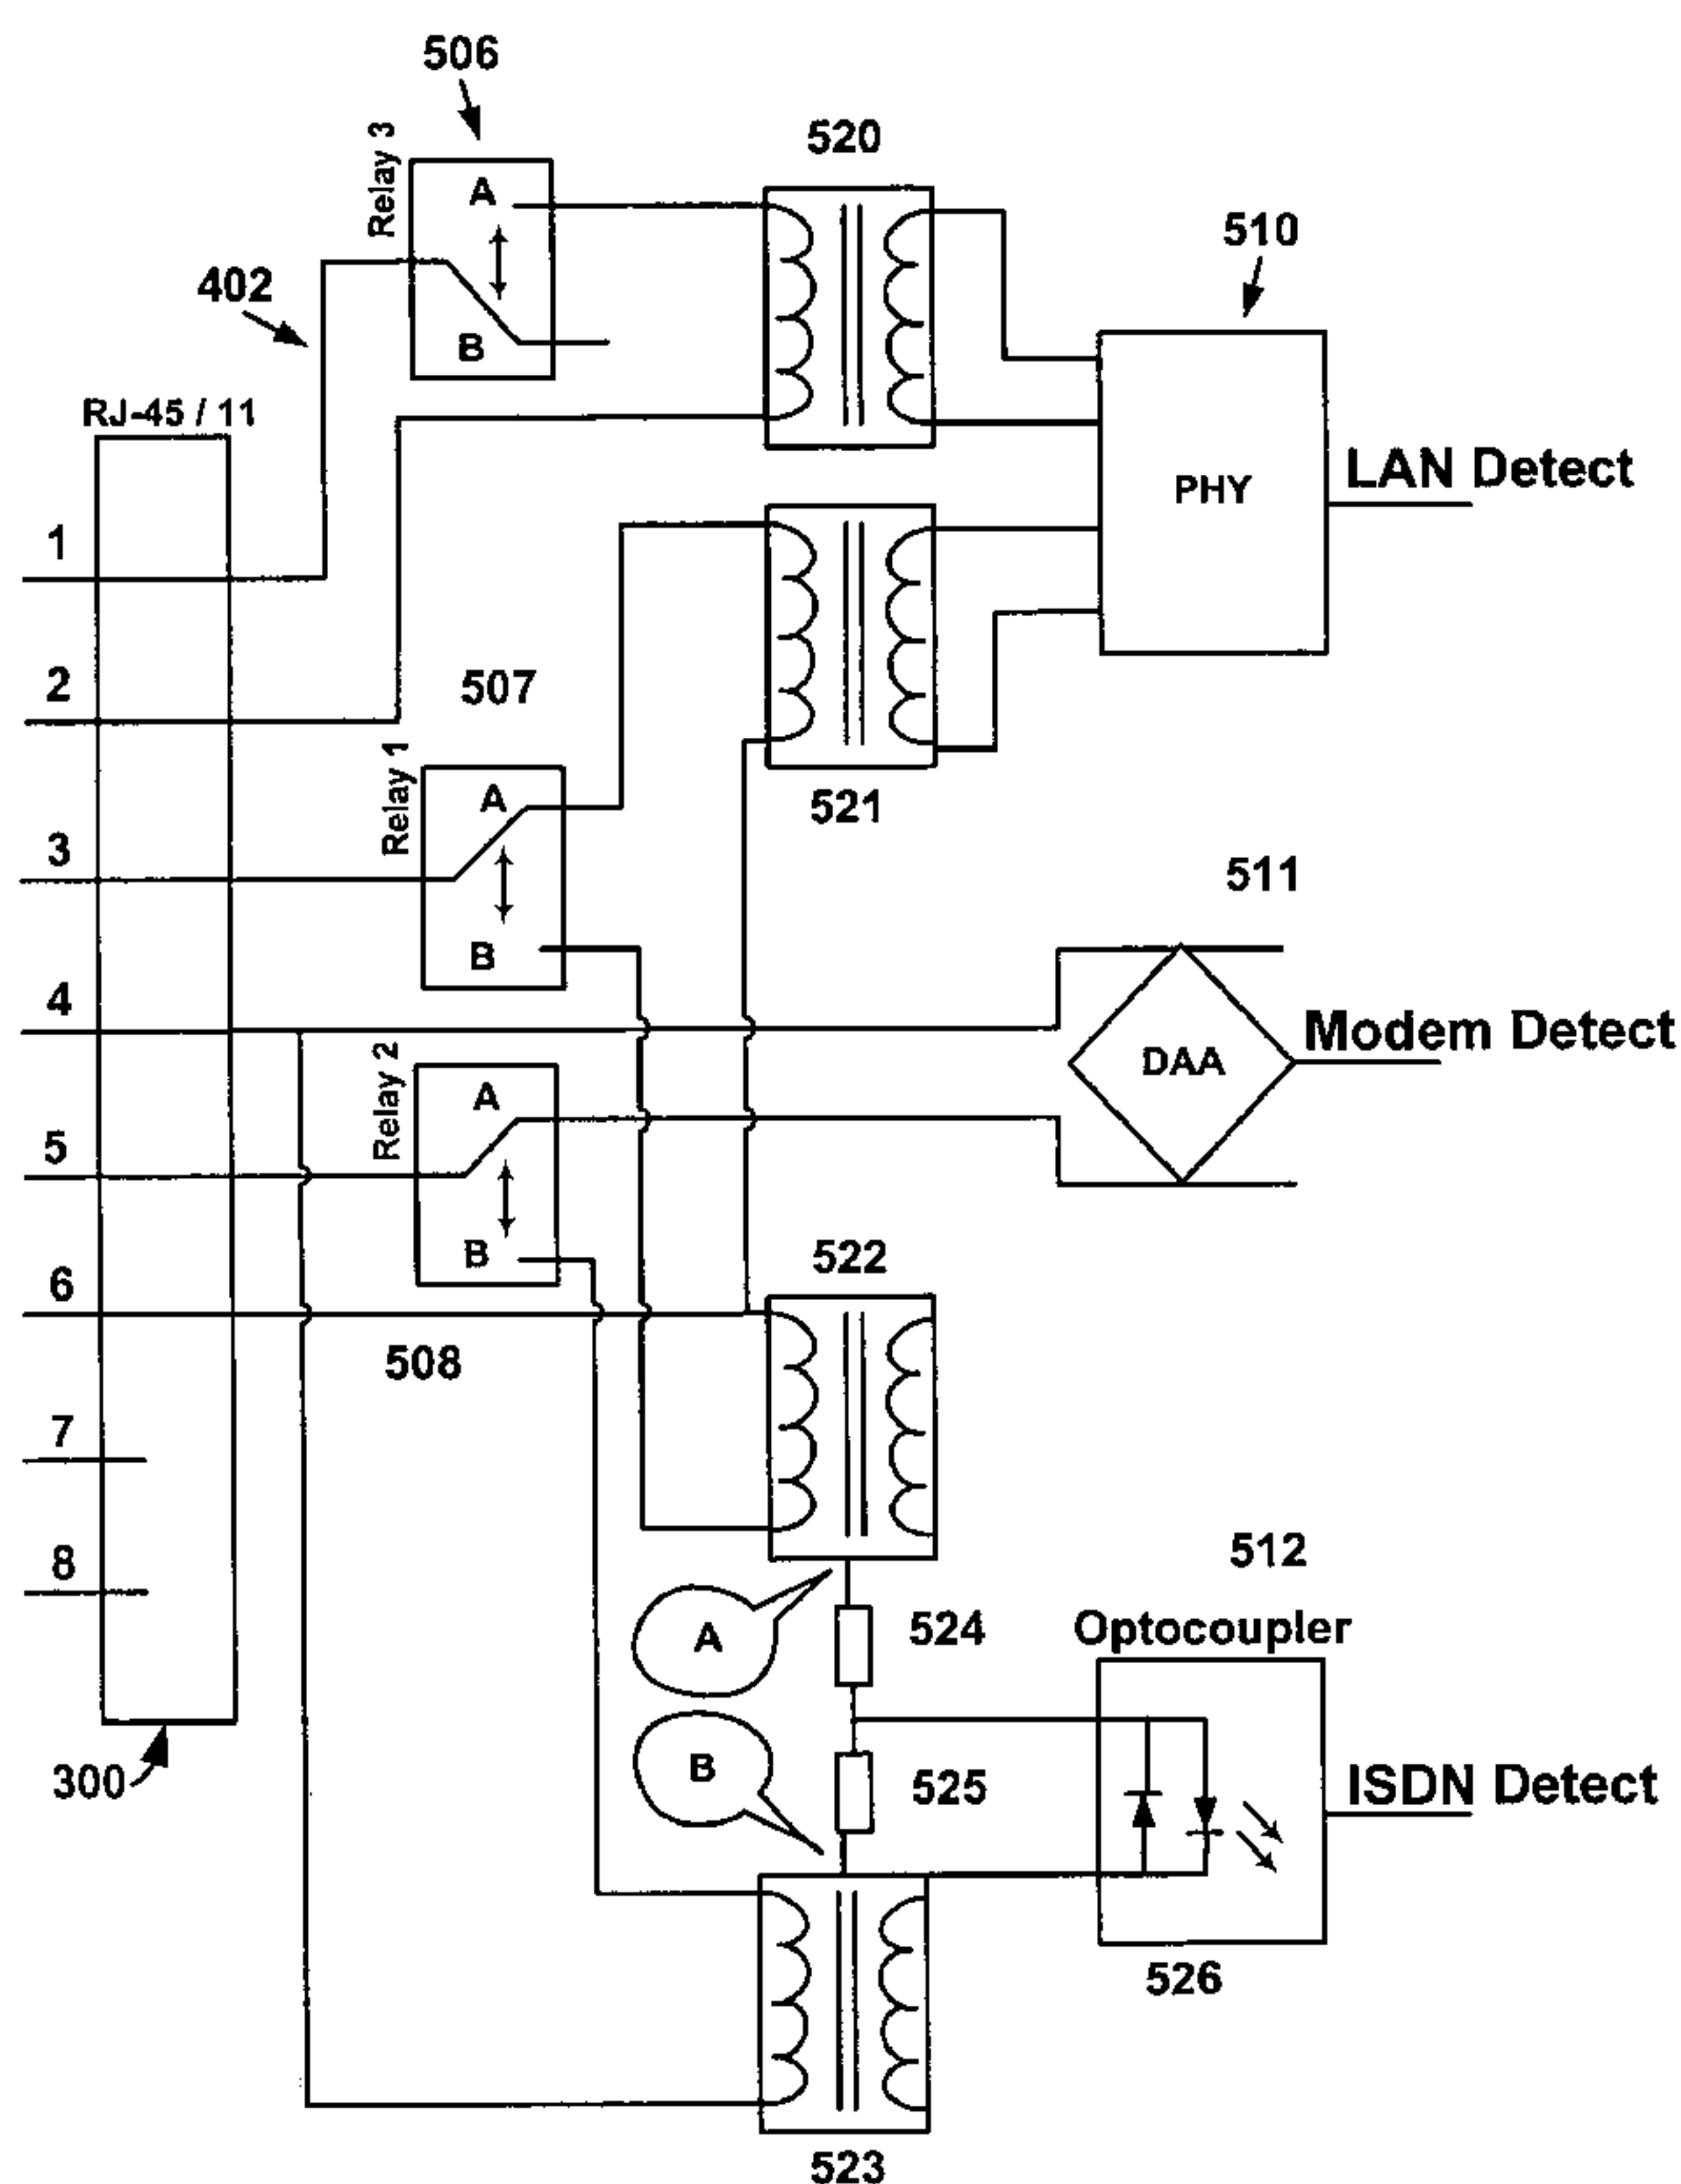 506
Relay 3
A
B
520
510
402
RJ-45 / 11
PHY
LAN Detect
1
2
507
Relay 1
A
B
521
3
511
4
Modem Detect
DAA
Relay 2
A
B
5
522
6
508
7
8
512
A
524
Optocoupler
B
525
300
ISDN Detect
526
523